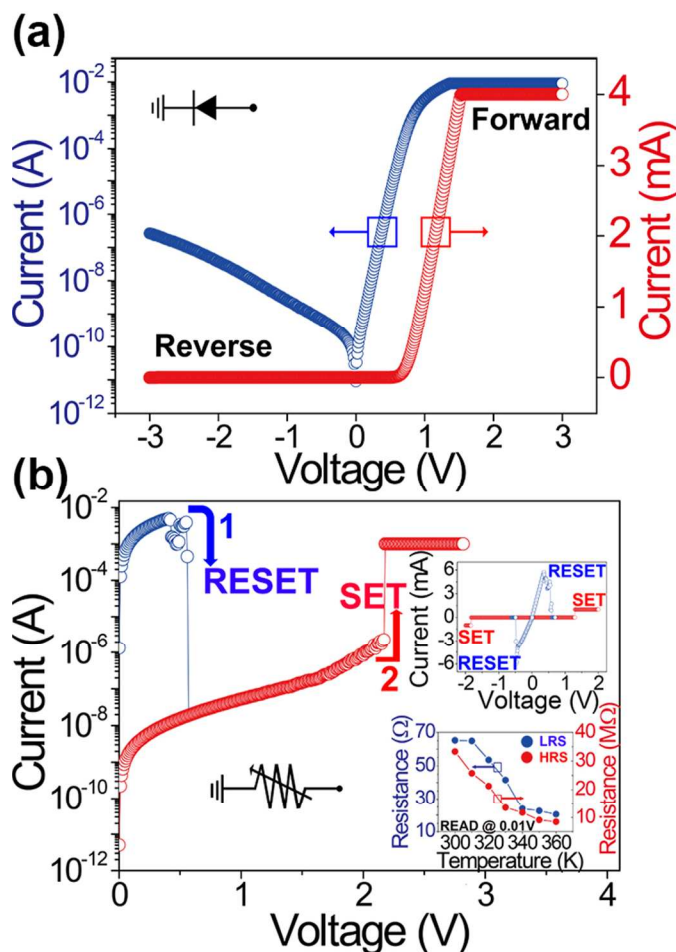 (a)
Current (A)
10⁻²
10⁻⁴
10⁻⁶
10⁻⁸
10⁻¹⁰
10⁻¹²
Forward
Reverse
4
3
2
1
0
Current (mA)
-3 -2 -1 0 1 2 3
Voltage (V)
(b)
Current (A)
10⁻²
10⁻⁴
10⁻⁶
10⁻⁸
10⁻¹⁰
10⁻¹²
1
RESET
SET
2
Current (mA)
6
3
0
-3
-6
RESET
SET
SET
RESET
-2 -1 0 1 2
Voltage (V)
Resistance (Ω)
70
50
30
10
LRS
HRS
READ @ 0.01V
40
30
20
10
Resistance (MΩ)
300 320 340 360
Temperature (K)
0 1 2 3 4
Voltage (V)